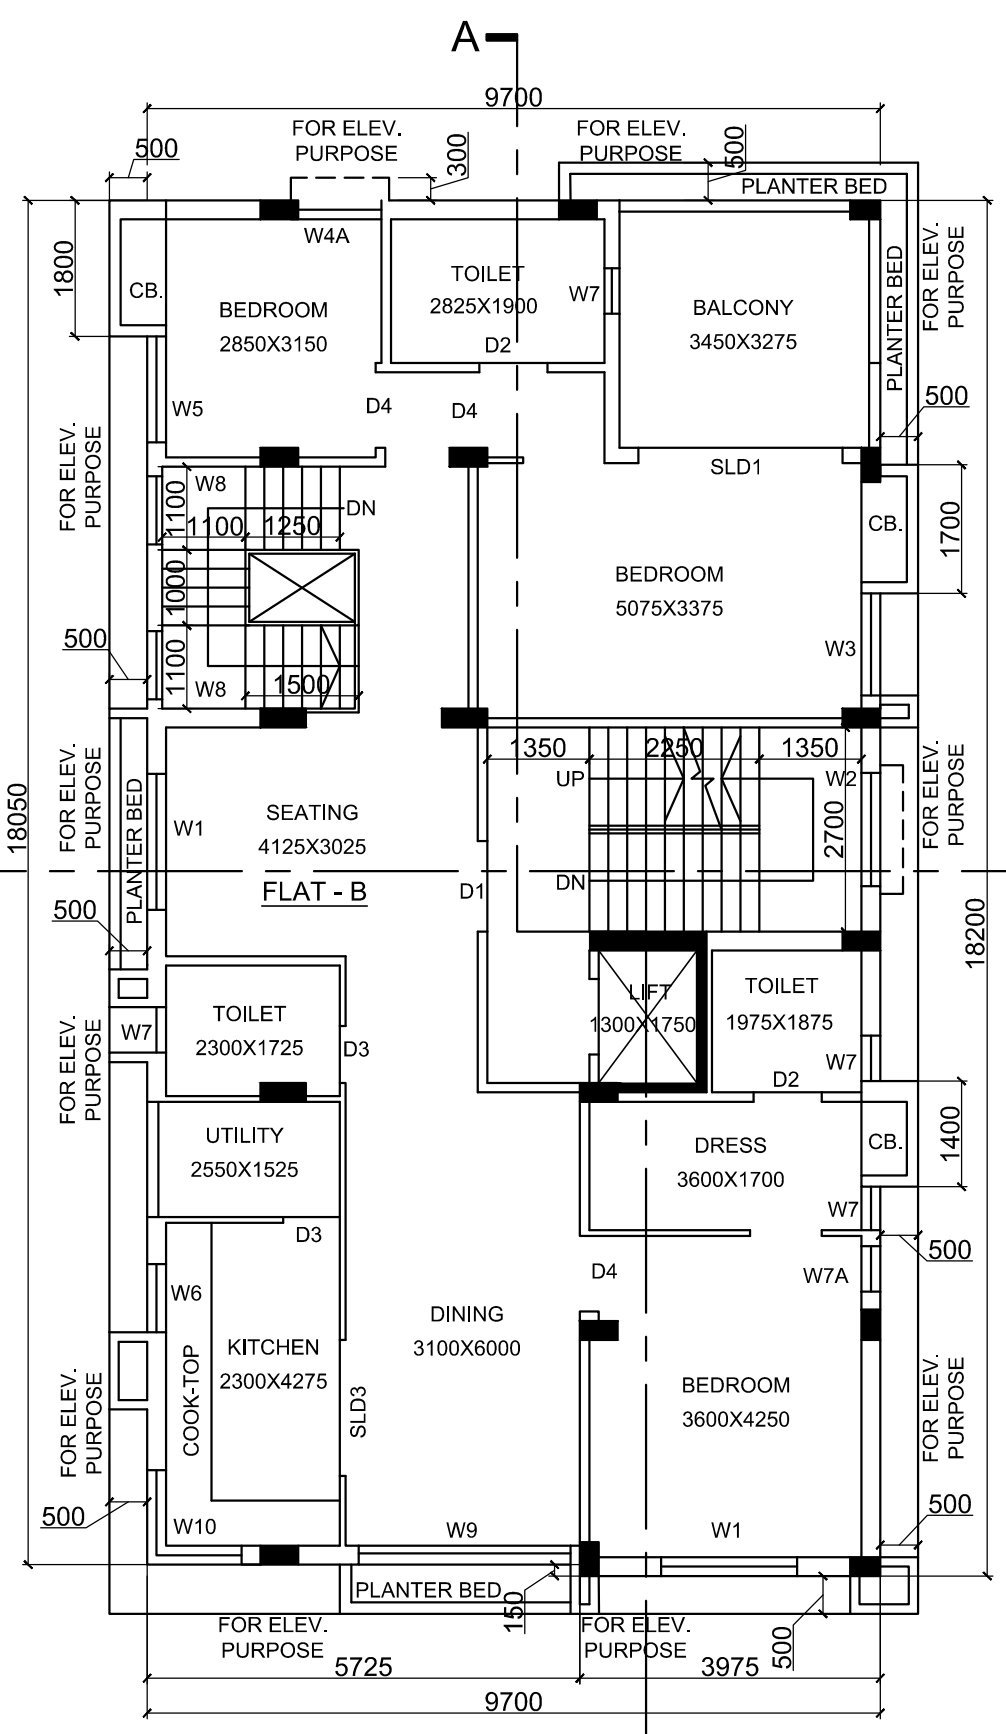 A
9700
FOR ELEV.
PURPOSE
FOR ELEV.
PURPOSE
500
300
500
PLANTER BED
1800
CB.
W4A
BEDROOM
2850X3150
TOILET
2825X1900
W7
D2
BALCONY
3450X3275
PLANTER BED
FOR ELEV.
PURPOSE
500
W5
D4
D4
SLD1
FOR ELEV.
PURPOSE
W8
1100
1100
1250
DN
CB.
1700
1000
BEDROOM
5075X3375
500
1100
W8
1500
W3
1350
2250
1350
UP
W2
FOR ELEV.
PURPOSE
PLANTER BED
W1
SEATING
4125X3025
FLAT - B
2700
FOR ELEV.
PURPOSE
18050
D1
DN
500
18200
TOILET
2300X1725
W7
D3
LIFT
1300X1750
TOILET
1975X1875
W7
D2
FOR ELEV.
PURPOSE
UTILITY
2550X1525
DRESS
3600X1700
CB.
1400
W7
D3
500
W6
D4
W7A
DINING
3100X6000
KITCHEN
2300X4275
COOK-TOP
SLD3
BEDROOM
3600X4250
FOR ELEV.
PURPOSE
FOR ELEV.
PURPOSE
500
W10
W9
W1
500
PLANTER BED
150
FOR ELEV.
PURPOSE
FOR ELEV.
PURPOSE
500
5725
3975
9700